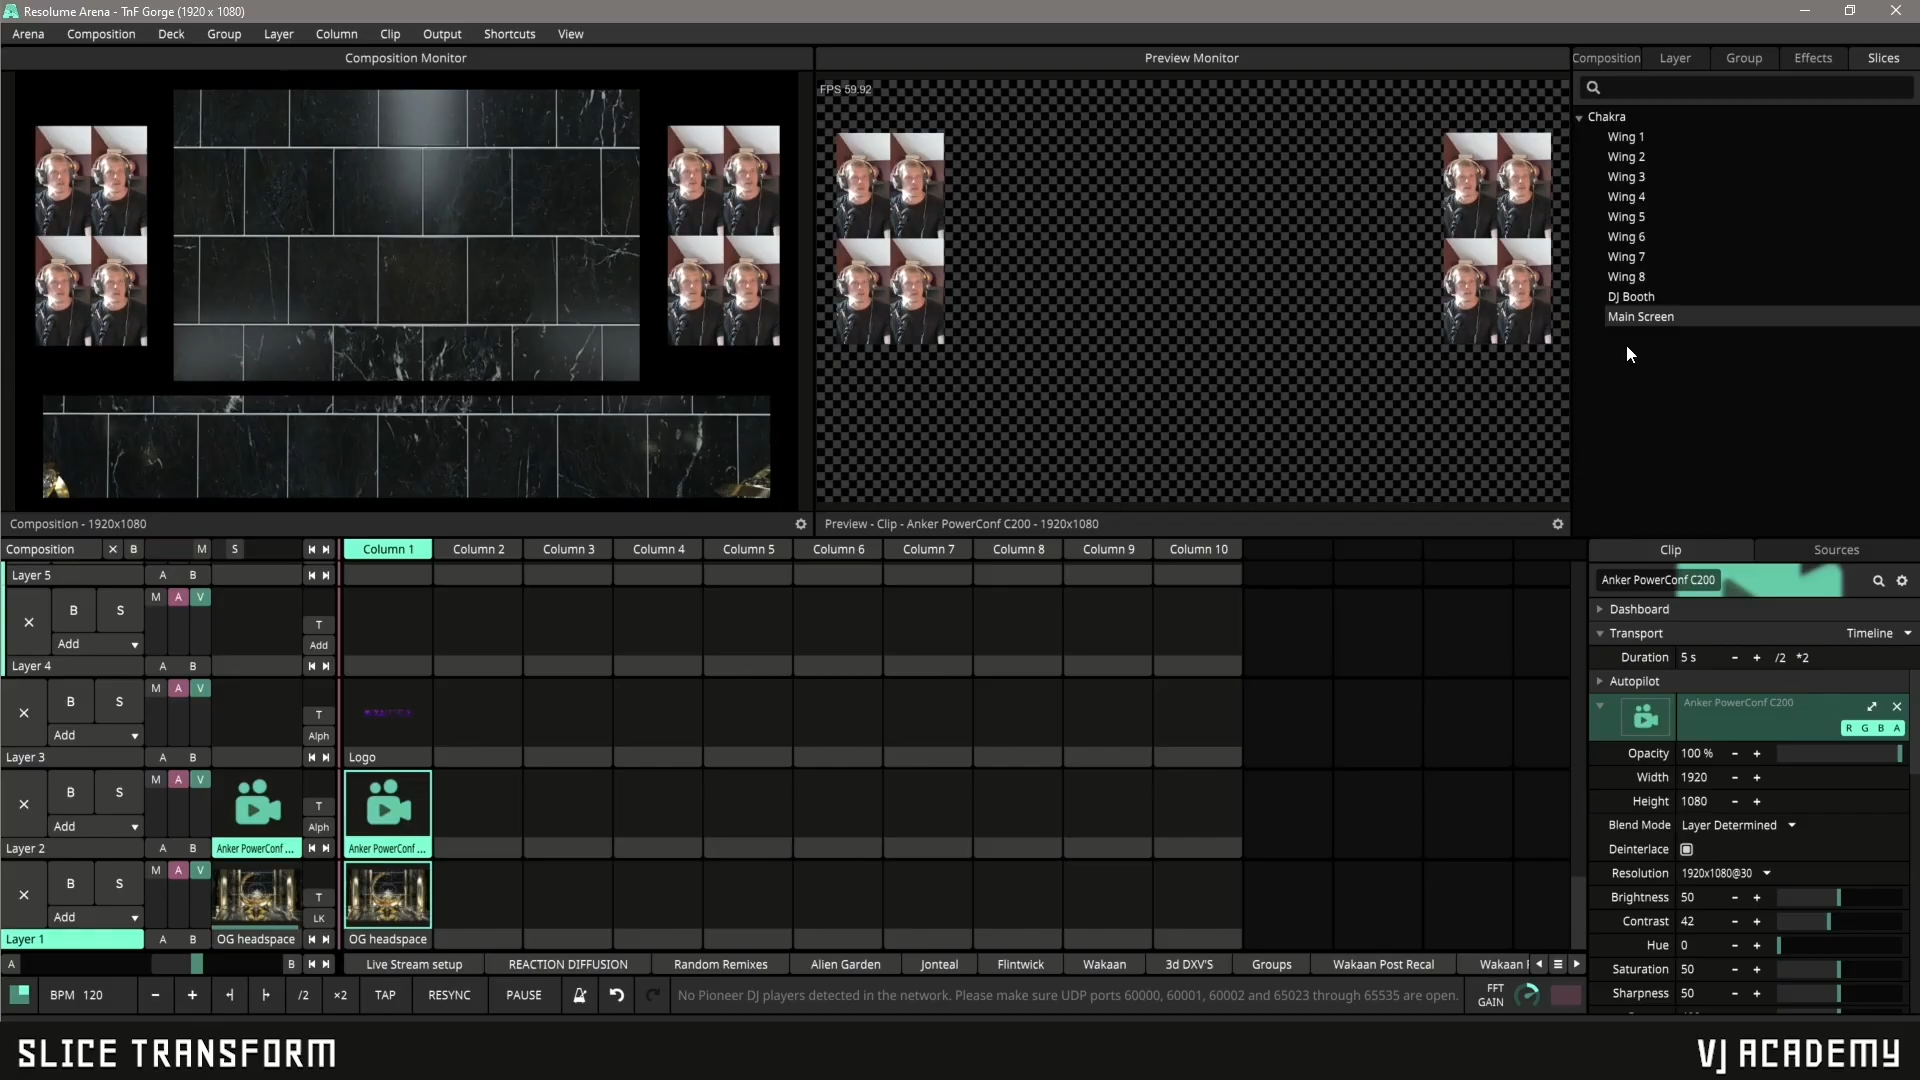 Resolume Arena - TnF Gorge (1920 x 1080)
Arena Composition Deck Group Layer Column Clip Output Shortcuts View
Composition Monitor
Preview Monitor
Composition Layer Group Effects Slices
FPS 59.92
Chakra
Wing 1
Wing 2
Wing 3
Wing 4
Wing 5
Wing 6
Wing 7
Wing 8
DJ Booth
Main Screen
Composition - 1920x1080
Preview - Clip - Anker PowerConf C200 - 1920x1080
Composition X B M S Column 1 Column 2 Column 3 Column 4 Column 5 Column 6 Column 7 Column 8 Column 9 Column 10
Layer 5 A B
M A V
B S
T
Add Add
Layer 4 A B
M A V
B S
T
Add Alph
Layer 3 A B Logo
M A V
B S
T
Add Alph
Layer 2 A B Anker PowerConf ... Anker PowerConf ...
M A V
B S
T
Add LK
Layer 1 A B OG headspace OG headspace
A B Live Stream setup REACTION DIFFUSION Random Remixes Alien Garden Jonteal Flintwick Wakaan 3d DXV'S Groups Wakaan Post Recal Wakaan
BPM 120 - + /2 ×2 TAP RESYNC PAUSE No Pioneer DJ players detected in the network. Please make sure UDP ports 60000, 60001, 60002 and 65023 through 65535 are open. FFT GAIN
Clip Sources
Anker PowerConf C200
Dashboard
Transport Timeline
Duration 5 s - + /2 *2
Autopilot
Anker PowerConf C200
R G B A
Opacity 100 % - +
Width 1920 - +
Height 1080 - +
Blend Mode Layer Determined
Deinterlace
Resolution 1920x1080@30
Brightness 50 - +
Contrast 42 - +
Hue 0 - +
Saturation 50 - +
Sharpness 50 - +
SLICE TRANSFORM
VJ ACADEMY